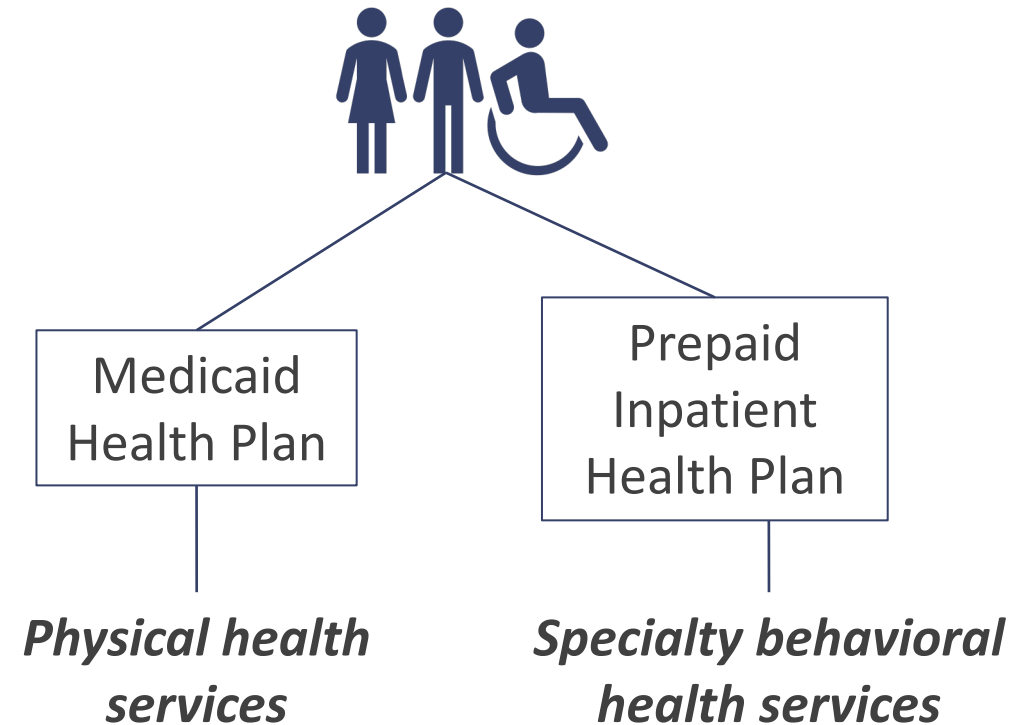 Medicaid
Health Plan
Prepaid
Inpatient
Health Plan
Physical health
services
Specialty behavioral
health services